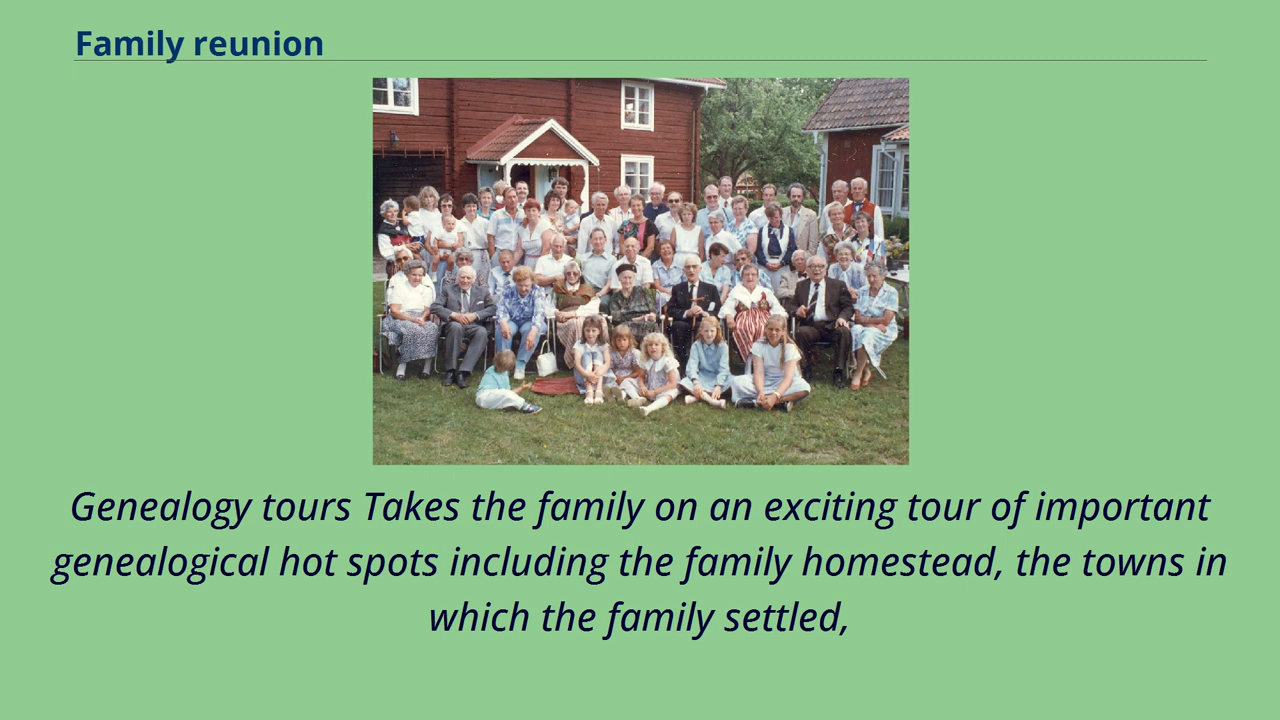 Family reunion
Genealogy tours Takes the family on an exciting tour of important
genealogical hot spots including the family homestead, the towns in
which the family settled,